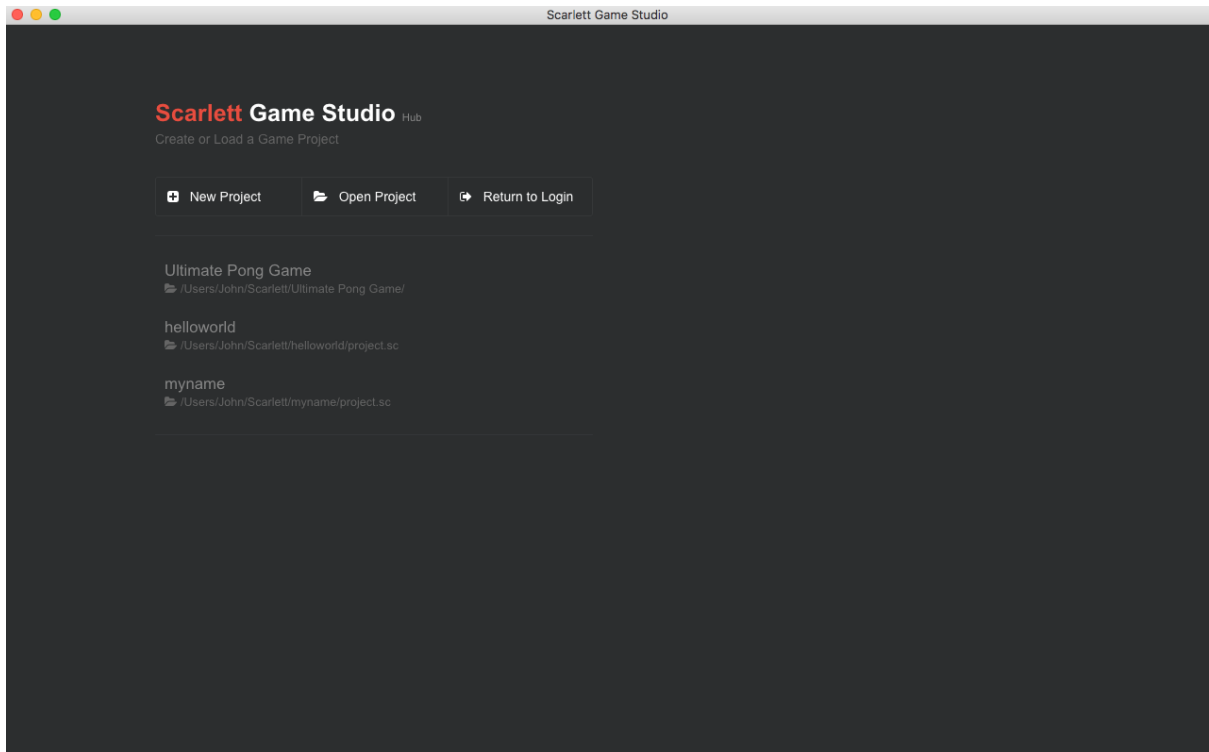 Scarlett Game Studio
Scarlett Game Studio Hub
Create or Load a Game Project
New Project Open Project Return to Login
Ultimate Pong Game
/Users/John/Scarlett/Ultimate Pong Game/
helloworld
/Users/John/Scarlett/helloworld/project.sc
myname
/Users/John/Scarlett/myname/project.sc